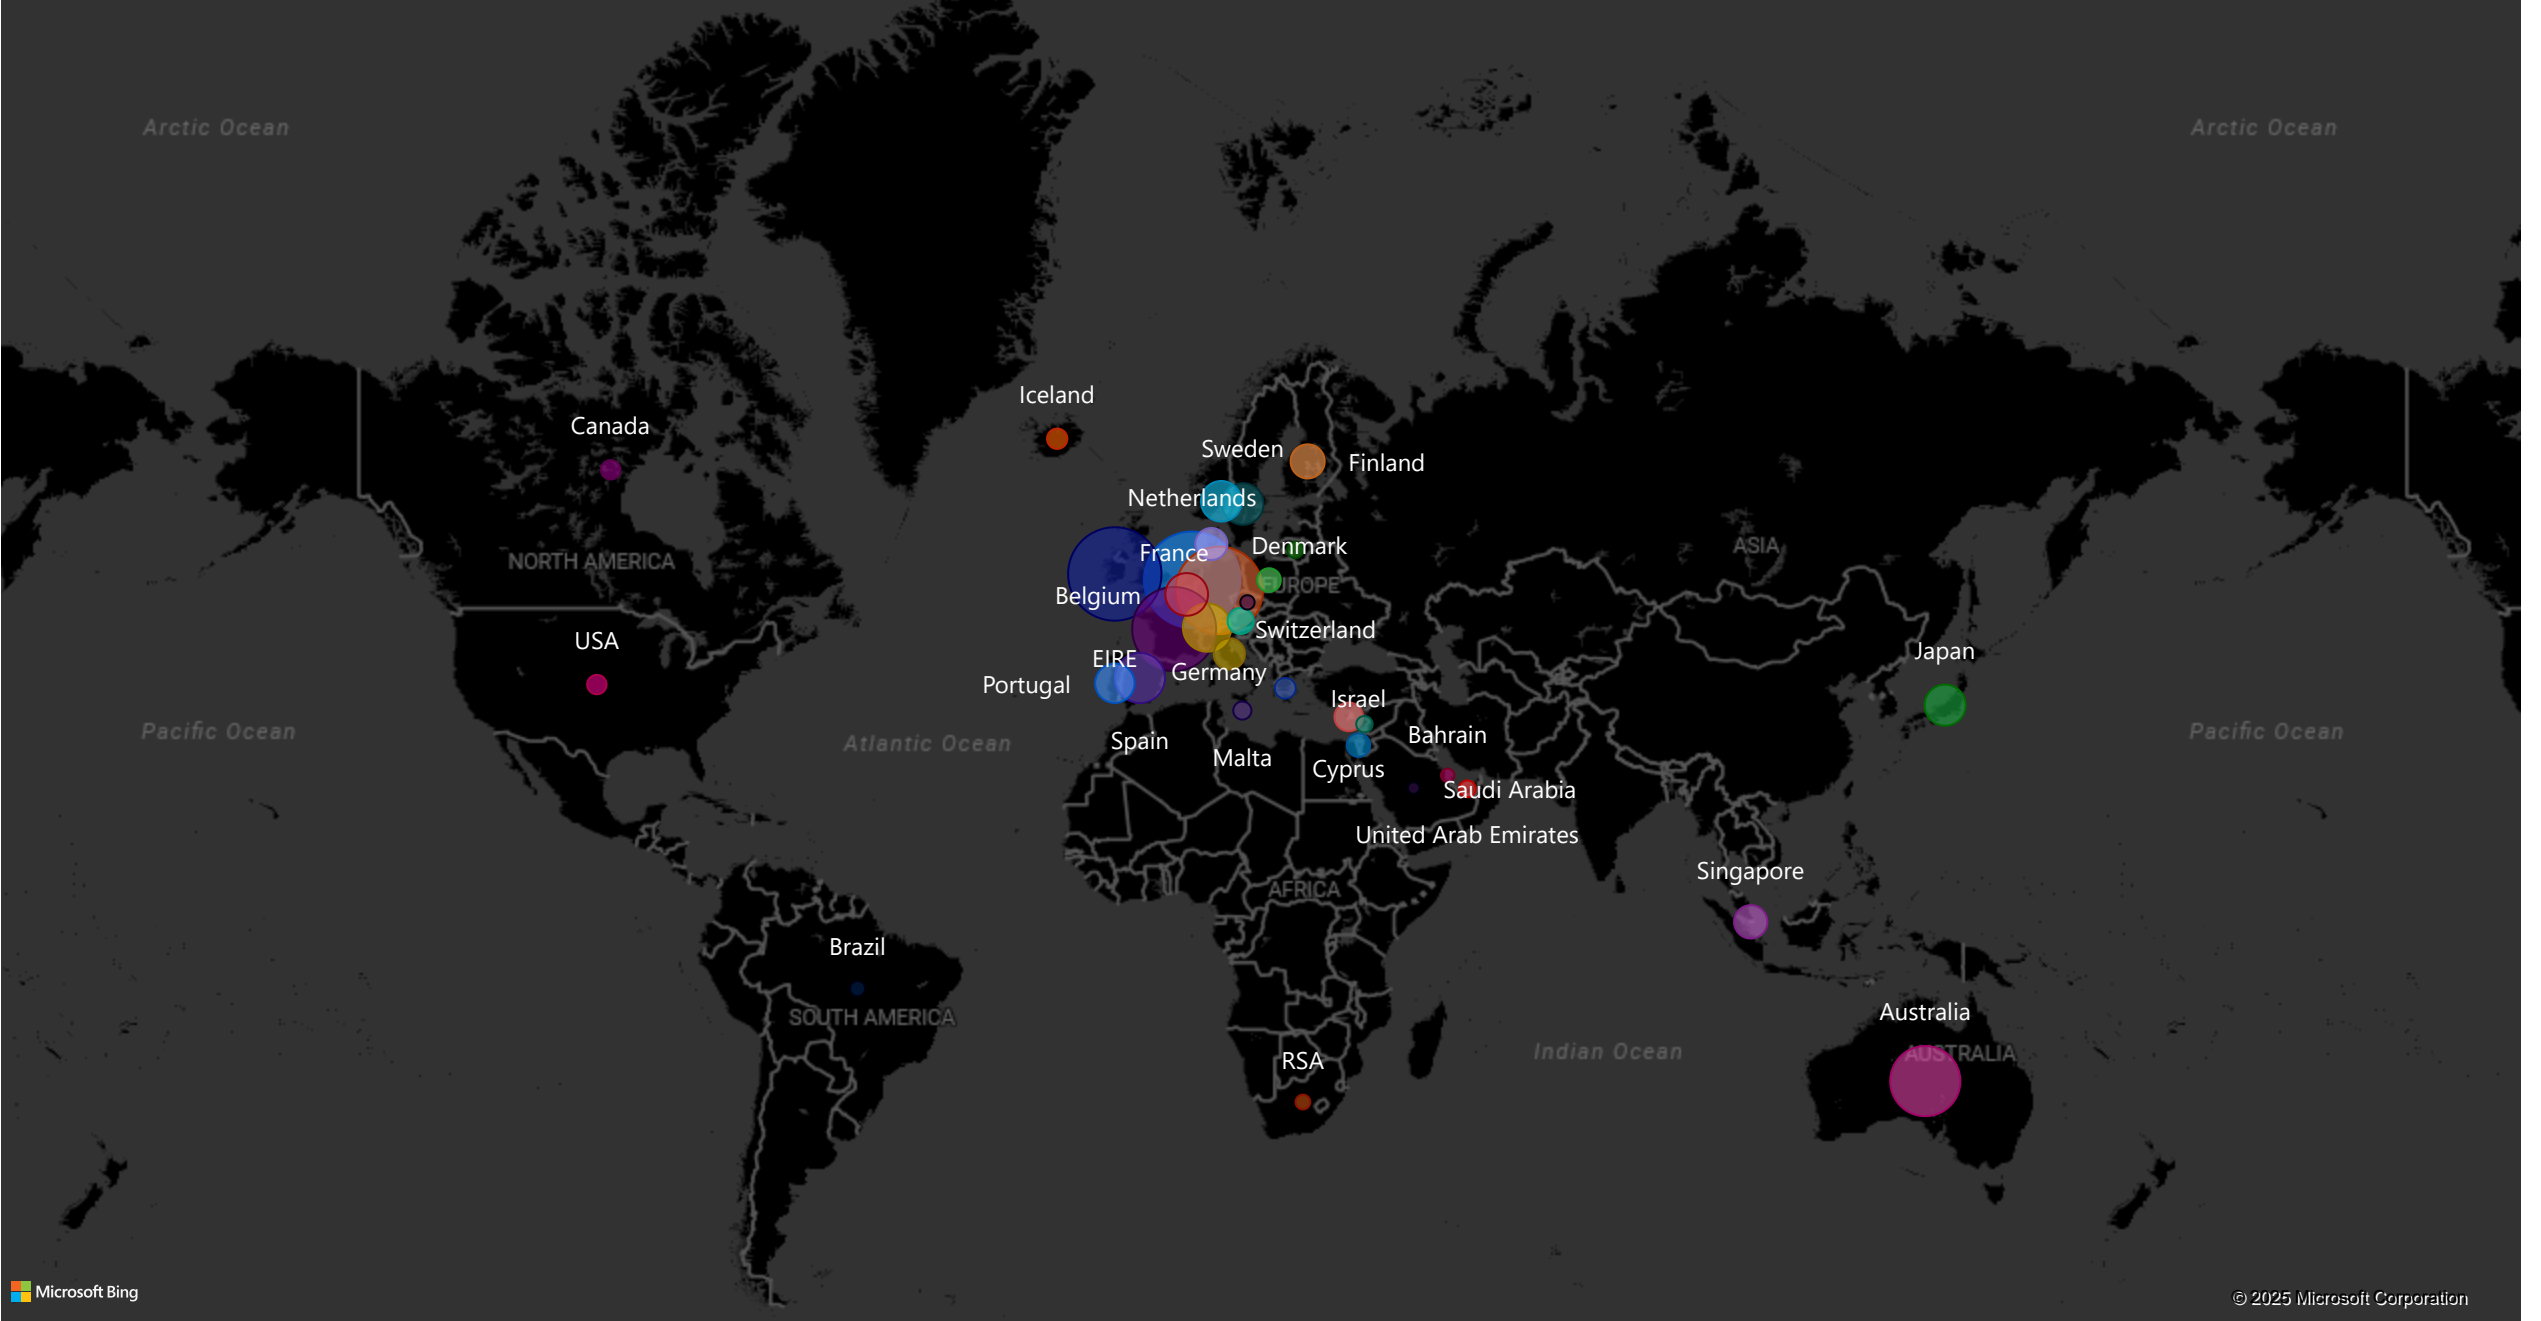 Arctic Ocean
Arctic Ocean
Iceland
Canada
Sweden
Finland
Netherlands
France
Denmark
NORTH AMERICA
ASIA
EUROPE
Belgium
Switzerland
USA
Japan
EIRE
Germany
Portugal
Israel
Pacific Ocean
Atlantic Ocean
Spain
Bahrain
Pacific Ocean
Malta
Cyprus
Saudi Arabia
United Arab Emirates
Singapore
AFRICA
Brazil
SOUTH AMERICA
Australia
Indian Ocean
AUSTRALIA
RSA
Microsoft Bing
© 2025 Microsoft Corporation